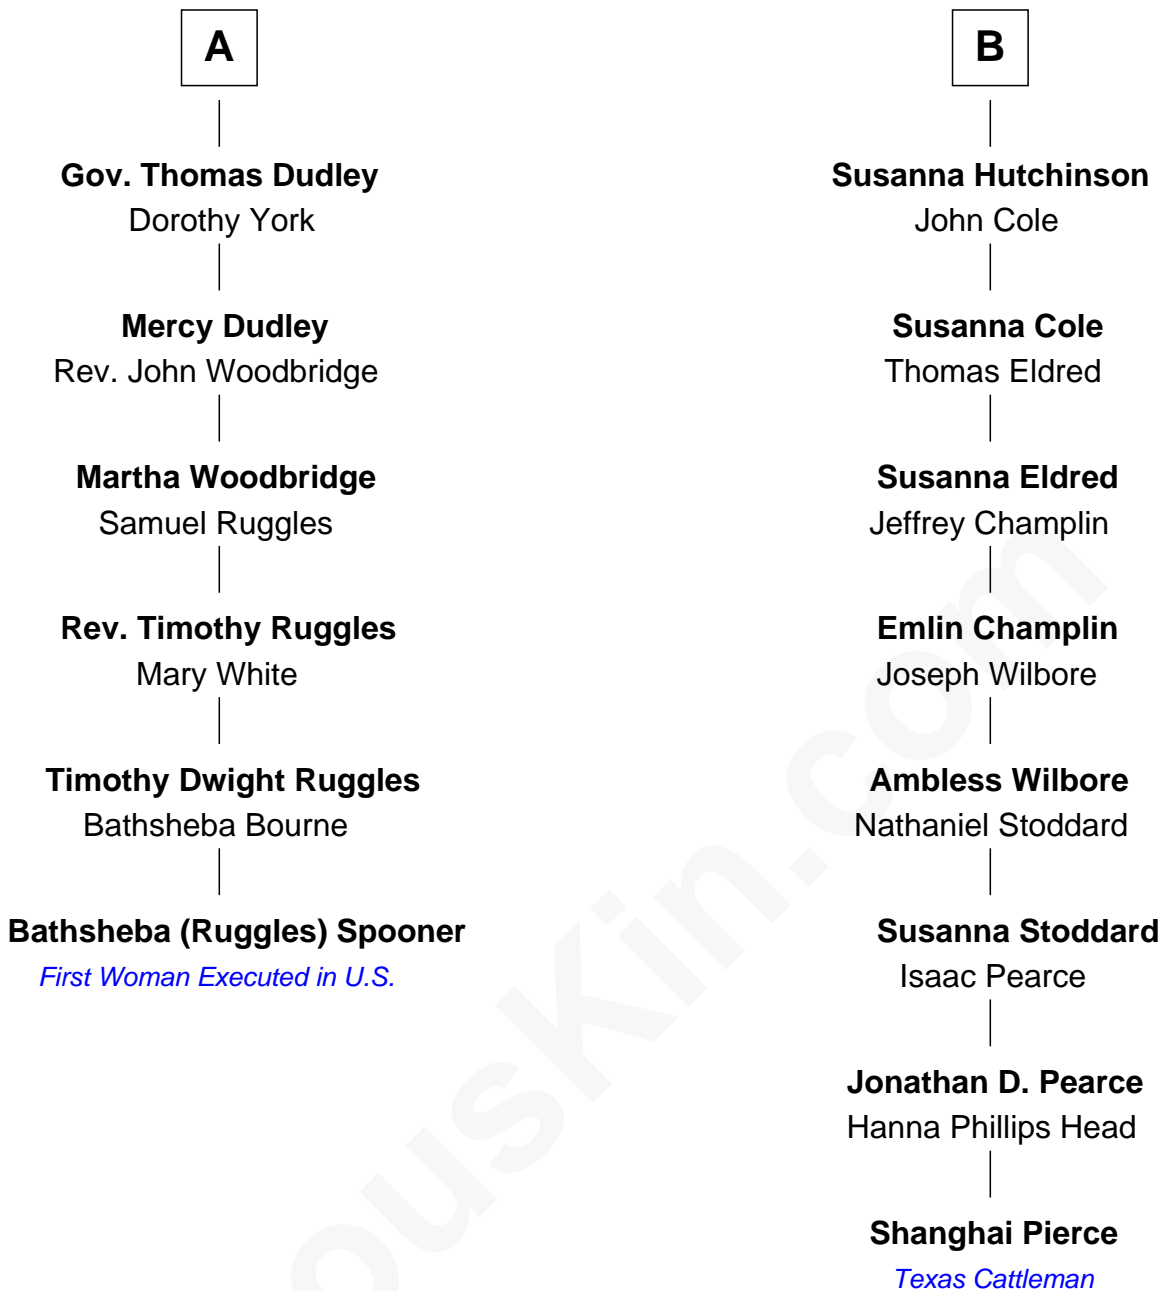 A
Gov. Thomas Dudley
Dorothy York
Mercy Dudley
Rev. John Woodbridge
Martha Woodbridge
Samuel Ruggles
Rev. Timothy Ruggles
Mary White
Timothy Dwight Ruggles
Bathsheba Bourne
Bathsheba (Ruggles) Spooner
First Woman Executed in U.S.
B
Susanna Hutchinson
John Cole
Susanna Cole
Thomas Eldred
Susanna Eldred
Jeffrey Champlin
Emlin Champlin
Joseph Wilbore
Ambless Wilbore
Nathaniel Stoddard
Susanna Stoddard
Isaac Pearce
Jonathan D. Pearce
Hanna Phillips Head
Shanghai Pierce
Texas Cattleman
ousKin.com